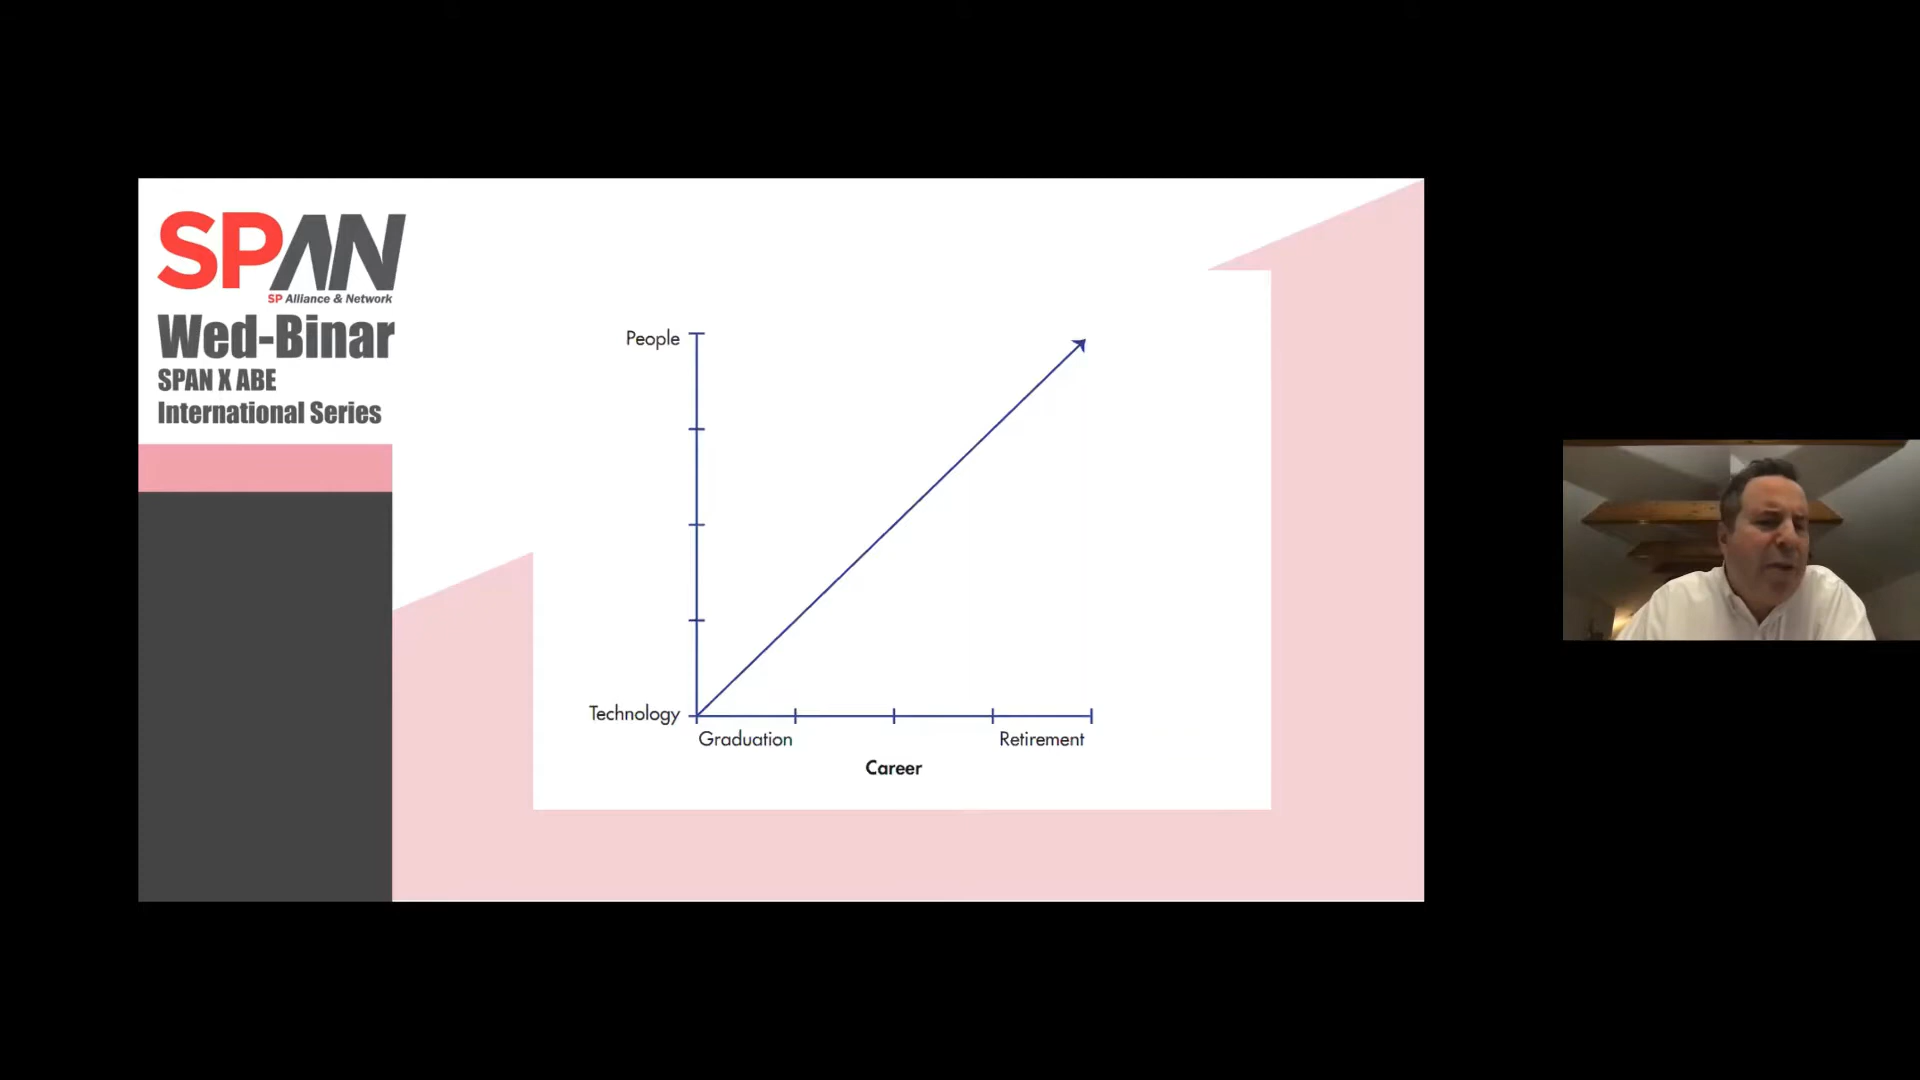 SPAN
SP Alliance & Network
Wed-Binar
SPAN X ABE
International Series
People
Technology
Graduation
Retirement
Career